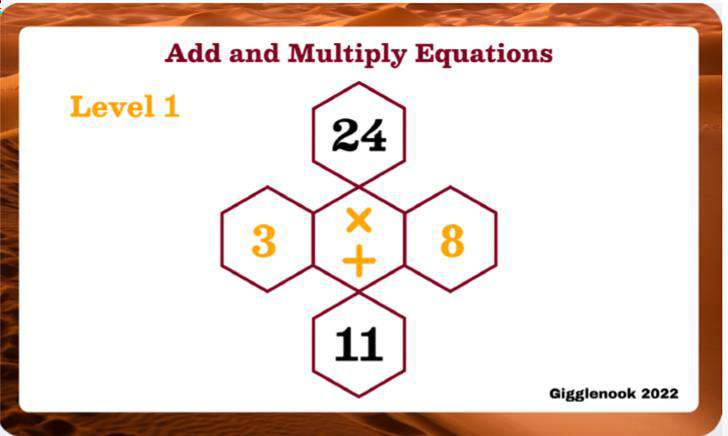 Add and Multiply Equations
Level 1
24
3 × 8
+
11
Gigglenook 2022